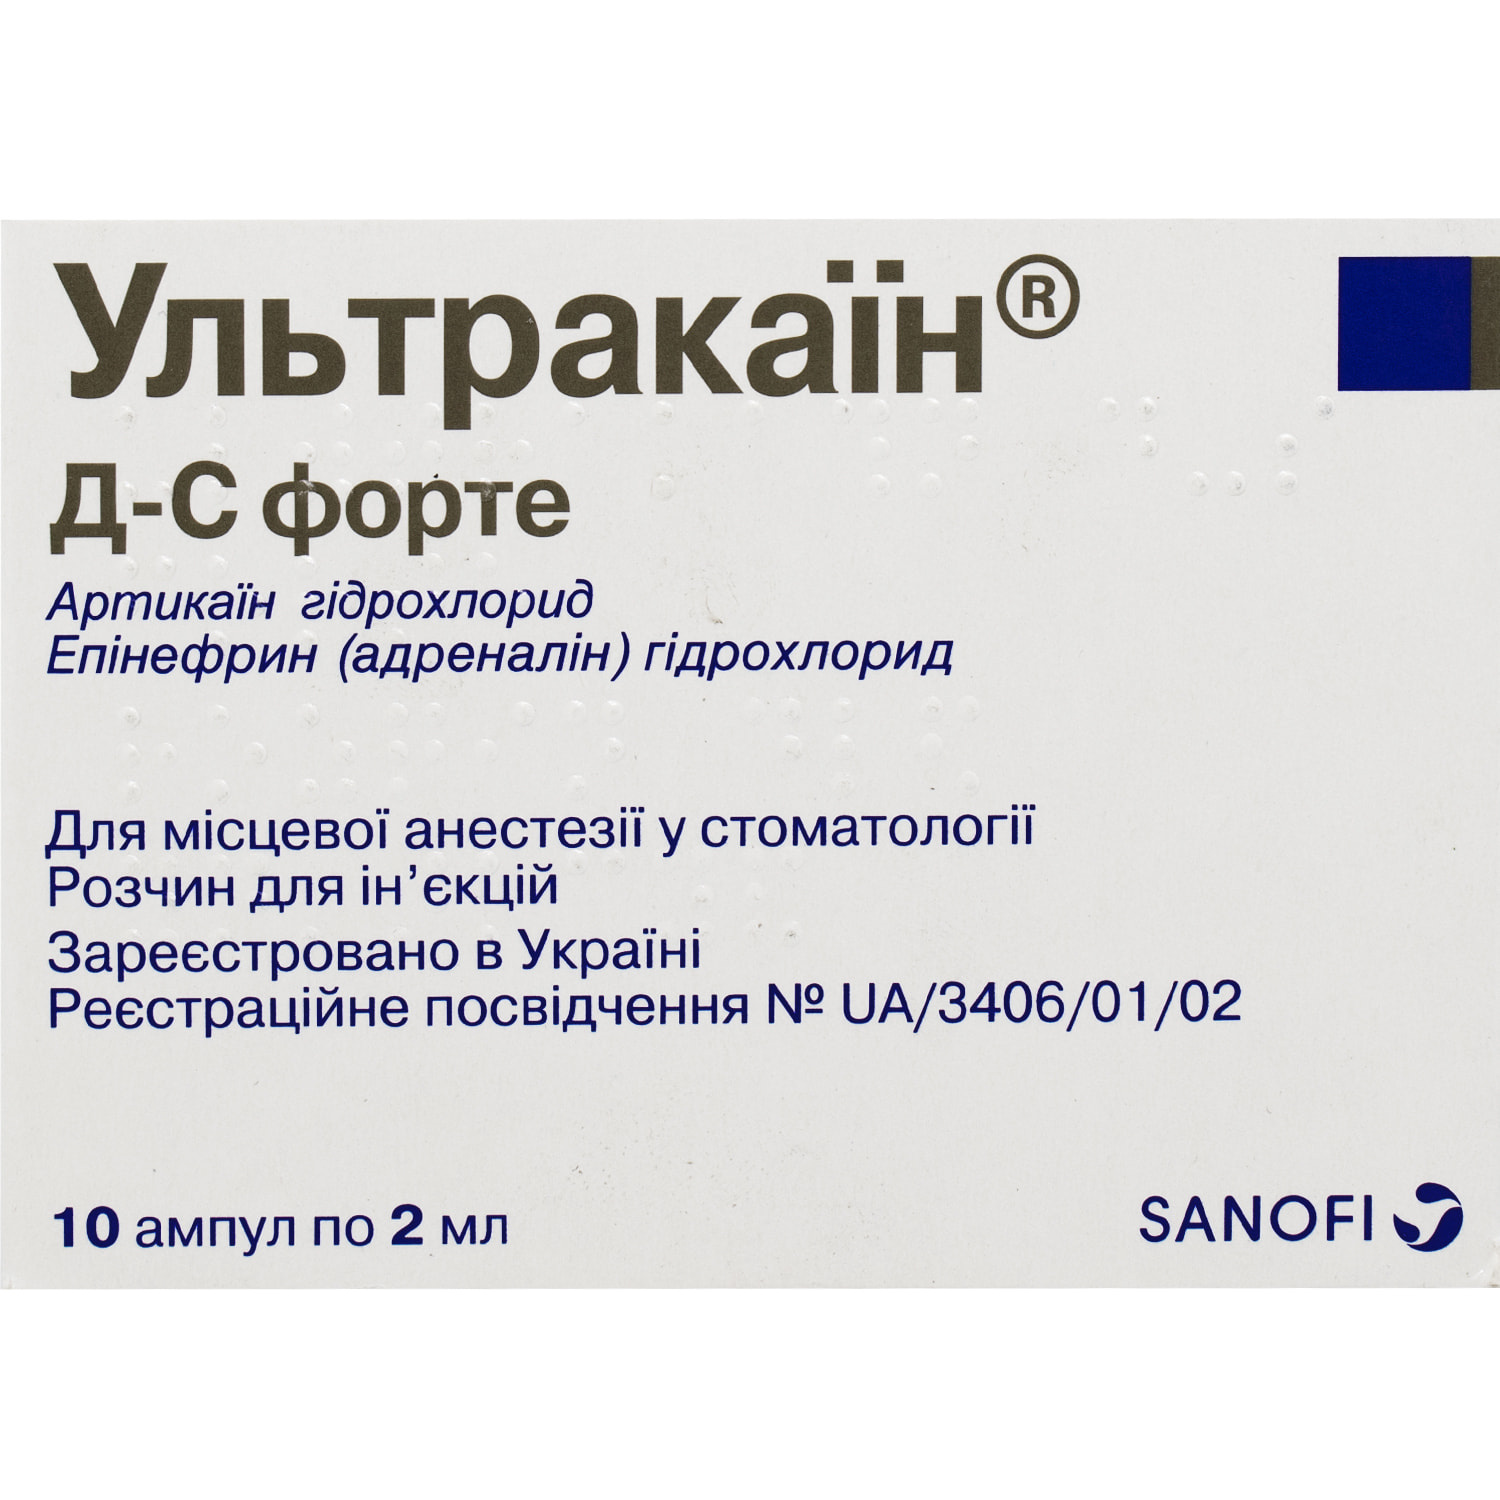 Ультракаїн®
Д-С форте
Артикаїн гідрохлорид
Епінефрин (адреналін) гідрохлорид
Для місцевої анестезії у стоматології
Розчин для ін’єкцій
Зареєстровано в Україні
Реєстраційне посвідчення № UA/3406/01/02
10 ампул по 2 мл
SANOFI